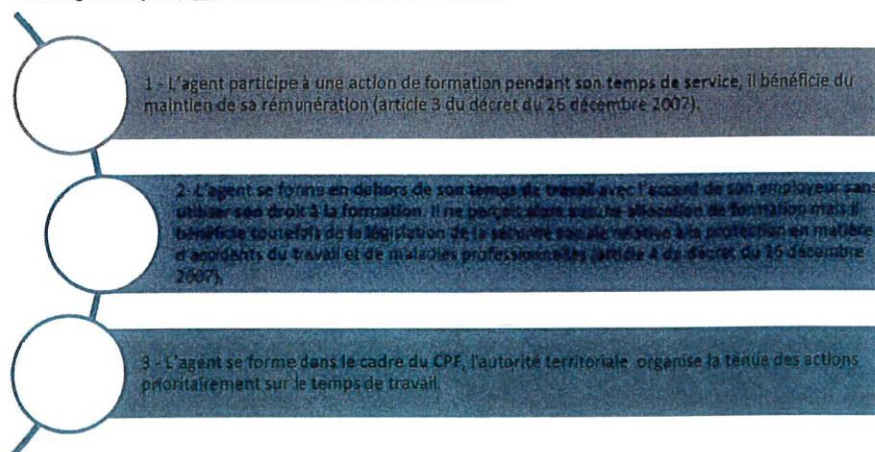 1 - L'agent participe à une action de formation pendant son temps de service, il bénéficie du
maintien de sa rémunération (article 3 du décret du 26 décembre 2007).
2- L'agent se forme en dehors de son temps de travail avec l'accord de son employeur sans
utiliser son droit à la formation. Il ne perçoit alors aucune allocation de formation mais il
bénéficie toutefois de la législation de la sécurité sociale relative à la protection en matière
d'accidents du travail et de maladies professionnelles (article 4 du décret du 26 décembre
2007),
3 - L'agent se forme dans le cadre du CPF, l'autorité territoriale organise la tenue des actions
prioritairement sur le temps de travail.